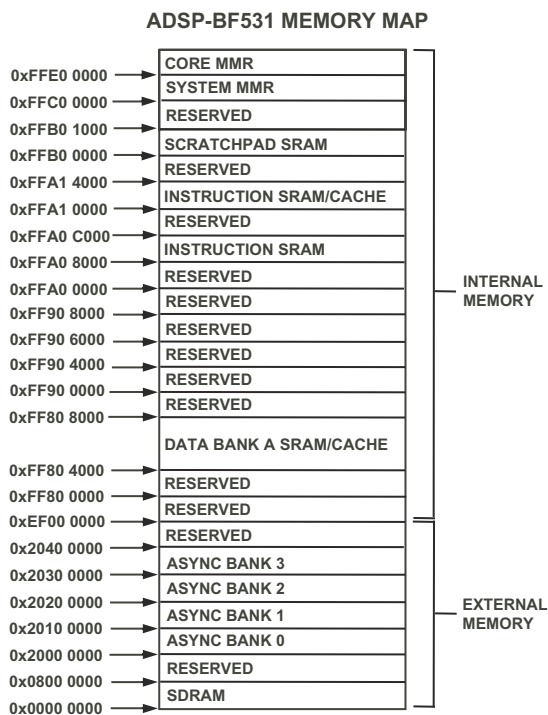 ADSP-BF531 MEMORY MAP
CORE MMR
0xFFE0 0000
SYSTEM MMR
0xFFC0 0000
RESERVED
0xFFB0 1000
SCRATCHPAD SRAM
0xFFB0 0000
RESERVED
0xFFA1 4000
INSTRUCTION SRAM/CACHE
0xFFA1 0000
RESERVED
0xFFA0 C000
INSTRUCTION SRAM
0xFFA0 8000
RESERVED
0xFFA0 0000
RESERVED
0xFF90 8000
RESERVED
0xFF90 6000
RESERVED
0xFF90 4000
RESERVED
0xFF90 0000
RESERVED
0xFF80 8000
DATA BANK A SRAM/CACHE
0xFF80 4000
RESERVED
0xFF80 0000
RESERVED
0xEF00 0000
RESERVED
0x2040 0000
ASYNC BANK 3
0x2030 0000
ASYNC BANK 2
0x2020 0000
ASYNC BANK 1
0x2010 0000
ASYNC BANK 0
0x2000 0000
RESERVED
0x0800 0000
SDRAM
0x0000 0000
INTERNAL
MEMORY
EXTERNAL
MEMORY